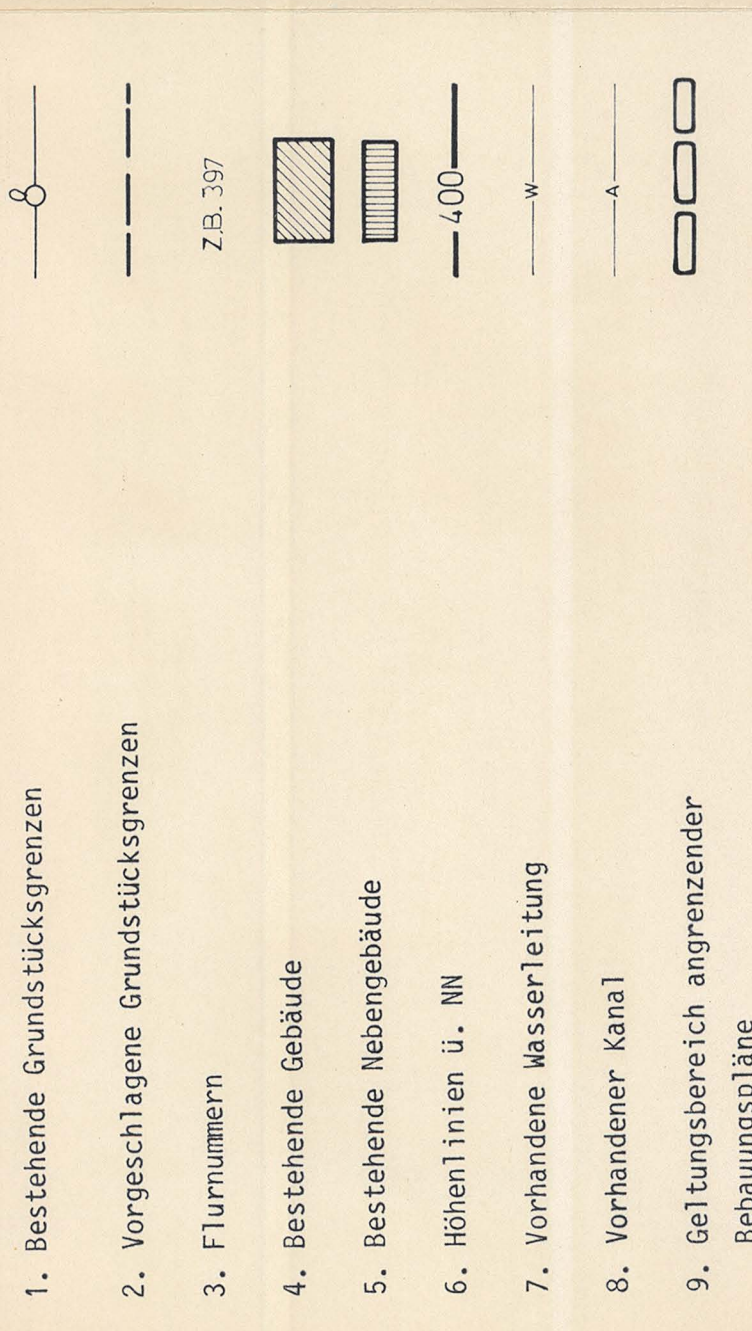 1. Bestehende Grundstücksgrenzen
2. Vorgeschlagene Grundstücksgrenzen
3. Flurnummern Z.B. 397
4. Bestehende Gebäude
5. Bestehende Nebengebäude
6. Höhenlinien ü. NN 400
7. Vorhandene Wasserleitung W
8. Vorhandener Kanal A
9. Geltungsbereich angrenzender
Bebauungspläne